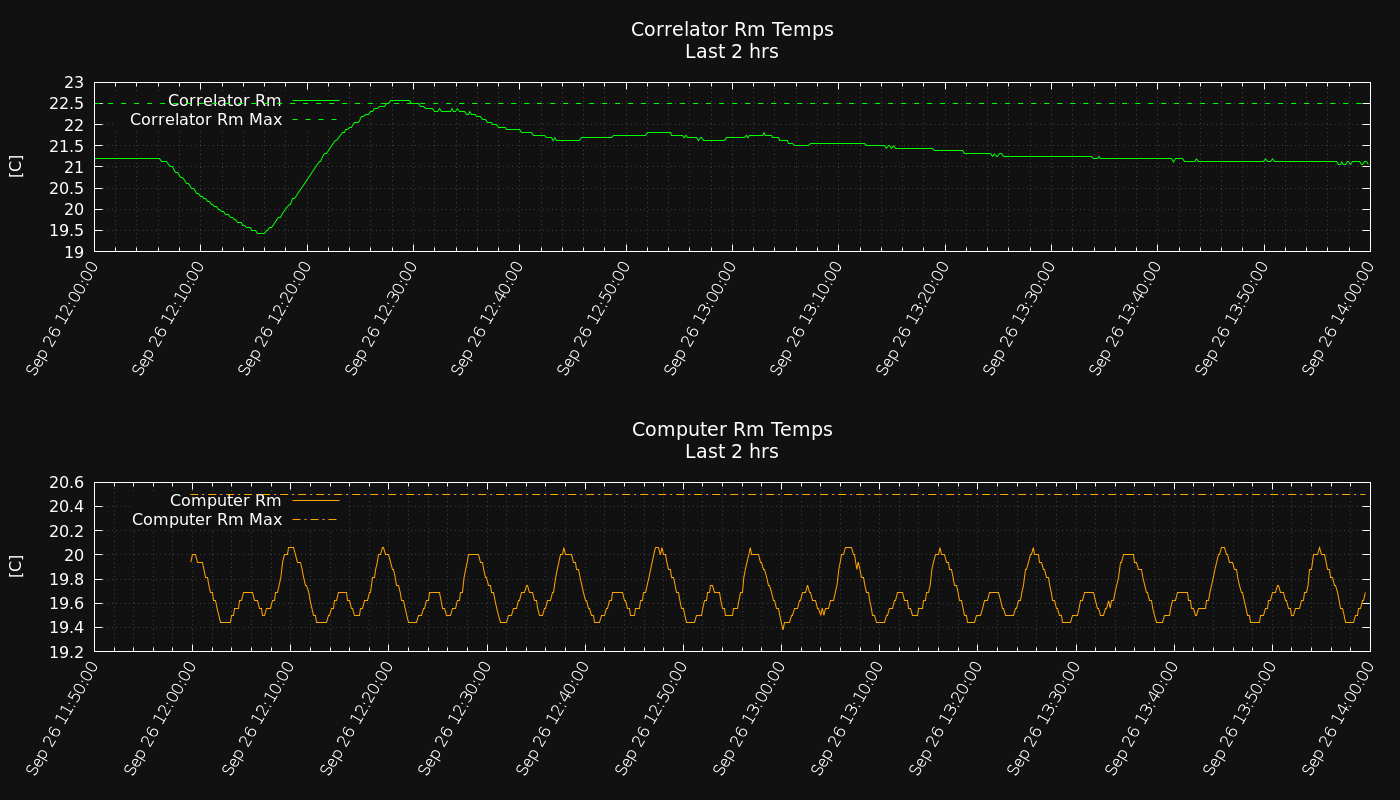 Correlator Rm Temps
Last 2 hrs
[C]
23
22.5
22
21.5
21
20.5
20
19.5
19
Correlator Rm
Correlator Rm Max
Sep 26 12:00:00
Sep 26 12:10:00
Sep 26 12:20:00
Sep 26 12:30:00
Sep 26 12:40:00
Sep 26 12:50:00
Sep 26 13:00:00
Sep 26 13:10:00
Sep 26 13:20:00
Sep 26 13:30:00
Sep 26 13:40:00
Sep 26 13:50:00
Sep 26 14:00:00
Computer Rm Temps
Last 2 hrs
[C]
20.6
20.4
20.2
20
19.8
19.6
19.4
19.2
Computer Rm
Computer Rm Max
Sep 26 11:50:00
Sep 26 12:00:00
Sep 26 12:10:00
Sep 26 12:20:00
Sep 26 12:30:00
Sep 26 12:40:00
Sep 26 12:50:00
Sep 26 13:00:00
Sep 26 13:10:00
Sep 26 13:20:00
Sep 26 13:30:00
Sep 26 13:40:00
Sep 26 13:50:00
Sep 26 14:00:00